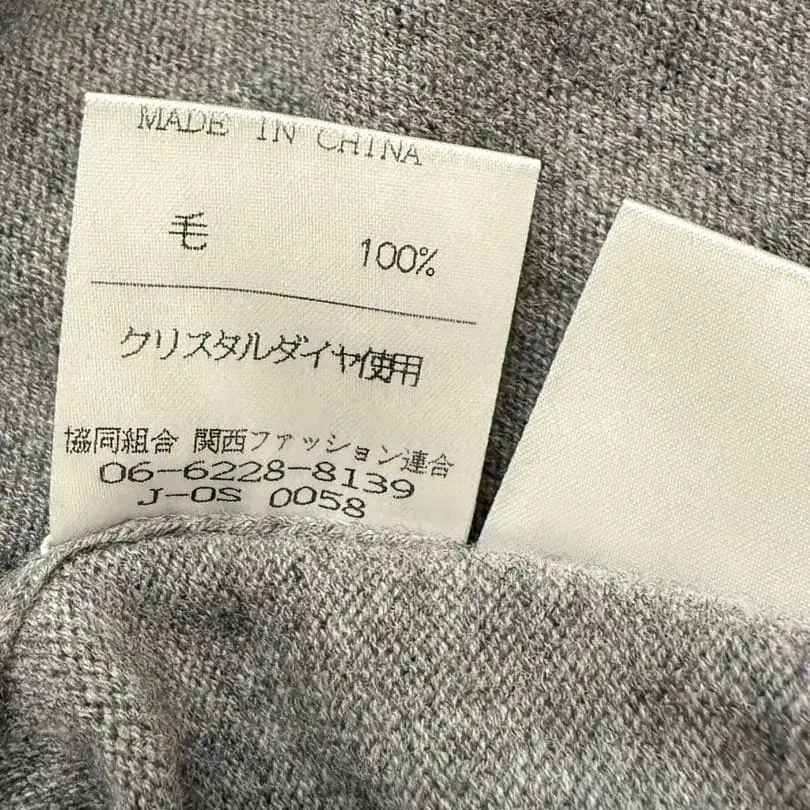 MADE IN CHINA
毛 100%
クリスタルダイヤ使用
協同組合 関西ファッション連合
06-6228-8139
J-OS 0058